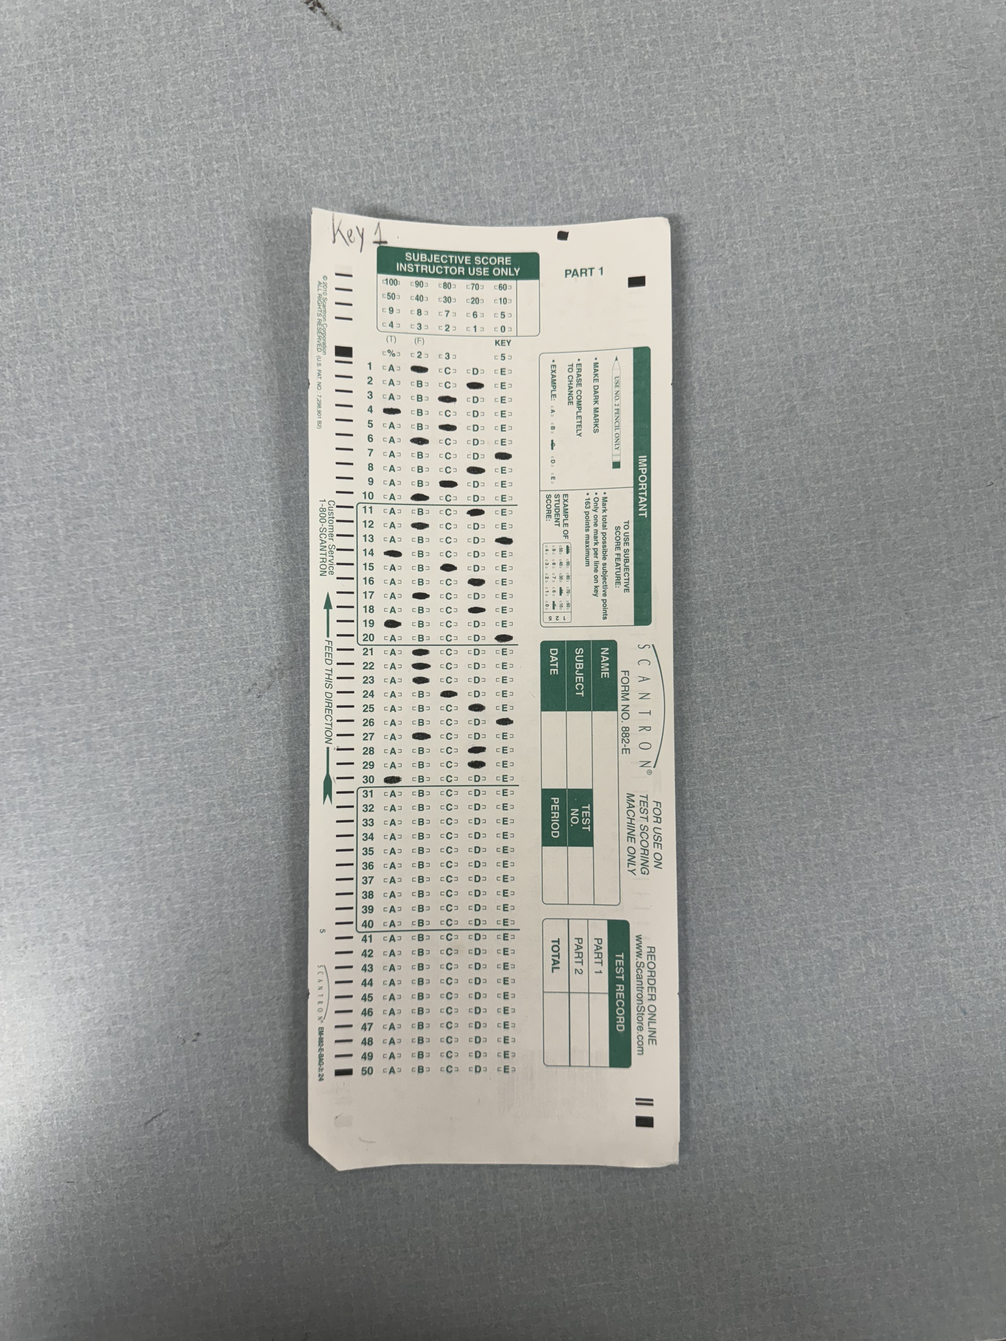 Key 1
SUBJECTIVE SCORE
INSTRUCTOR USE ONLY
100 90 80 70 60
50 40 30 20 10
9 8 7 6 5
4 3 2 1 0
PART 1
(T) (F) KEY
% 2 3 5
1 A C D E
2 A B C E
3 A B D E
4 B C D E
5 A B D E
6 A C D E
7 A B C D
8 A B C E
9 A B D E
10 A C D E
11 A B C E
12 A C D E
13 A B C D
14 B C D E
15 A B D E
16 A B C E
17 A C D E
18 A B C E
19 B C D E
20 A B C D
21 A C D E
22 A C D E
23 A C D E
24 A B D E
25 A B C E
26 A B C D
27 A C D E
28 A B C E
29 A B C E
30 B C D E
31 A B C D E
32 A B C D E
33 A B C D E
34 A B C D E
35 A B C D E
36 A B C D E
37 A B C D E
38 A B C D E
39 A B C D E
40 A B C D E
41 A B C D E
42 A B C D E
43 A B C D E
44 A B C D E
45 A B C D E
46 A B C D E
47 A B C D E
48 A B C D E
49 A B C D E
50 A B C D E
© 2010 Scantron Corporation
ALL RIGHTS RESERVED.
Customer Service
1-800-SCANTRON
FEED THIS DIRECTION
5
SCANTRON®
IMPORTANT
USE NO. 2 PENCIL ONLY
• MAKE DARK MARKS
• ERASE COMPLETELY
TO CHANGE
• EXAMPLE: A B D E
TO USE SUBJECTIVE
SCORE FEATURE:
• Mark total possible subjective points
• Only one mark per line on key
• 163 points maximum
EXAMPLE OF
STUDENT
SCORE:
SCANTRON®
FORM NO. 882-E
NAME
SUBJECT
DATE
TEST
NO.
PERIOD
FOR USE ON
TEST SCORING
MACHINE ONLY
REORDER ONLINE
www.ScantronStore.com
TEST RECORD
PART 1
PART 2
TOTAL